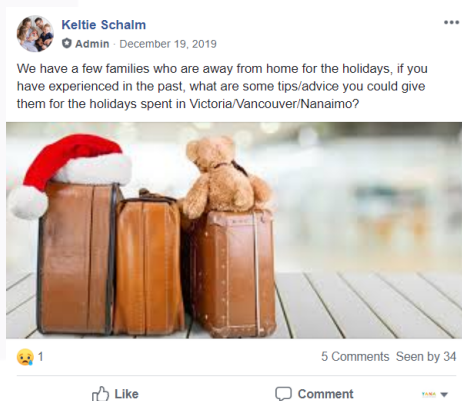 Keltie Schalm
Admin · December 19, 2019
We have a few families who are away from home for the holidays, if you
have experienced in the past, what are some tips/advice you could give
them for the holidays spent in Victoria/Vancouver/Nanaimo?
1
5 Comments Seen by 34
Like
Comment